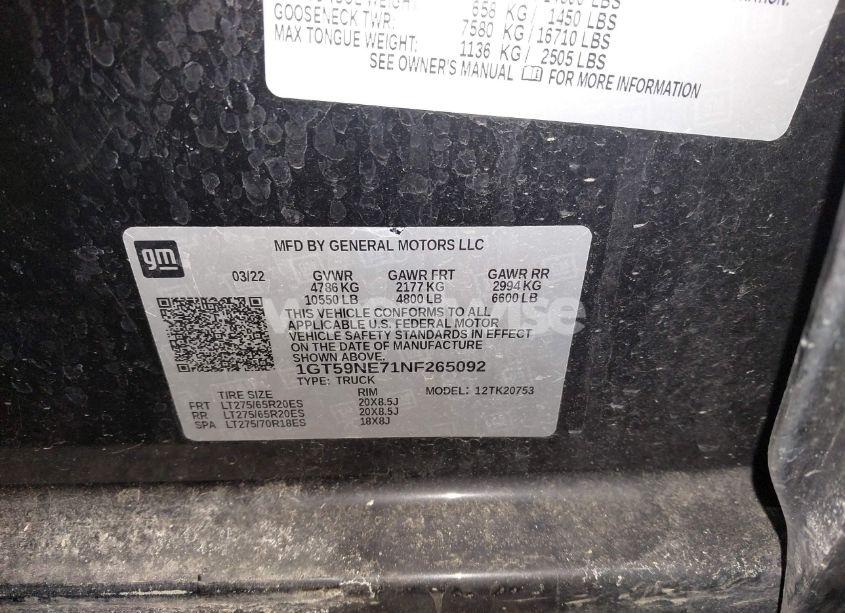 658 KG / 1450 LBS
GOOSENECK TWR: 7580 KG / 16710 LBS
MAX TONGUE WEIGHT: 1136 KG / 2505 LBS
SEE OWNER'S MANUAL FOR MORE INFORMATION
gm
MFD BY GENERAL MOTORS LLC
03/22 GVWR GAWR FRT GAWR RR
4786 KG 2177 KG 2994 KG
10550 LB 4800 LB 6600 LB
THIS VEHICLE CONFORMS TO ALL
APPLICABLE U.S. FEDERAL MOTOR
VEHICLE SAFETY STANDARDS IN EFFECT
ON THE DATE OF MANUFACTURE
SHOWN ABOVE.
1GT59NE71NF265092
TYPE: TRUCK
TIRE SIZE RIM MODEL: 12TK20753
FRT LT275/65R20ES 20X8.5J
RR LT275/65R20ES 20X8.5J
SPA LT275/70R18ES 18X8J